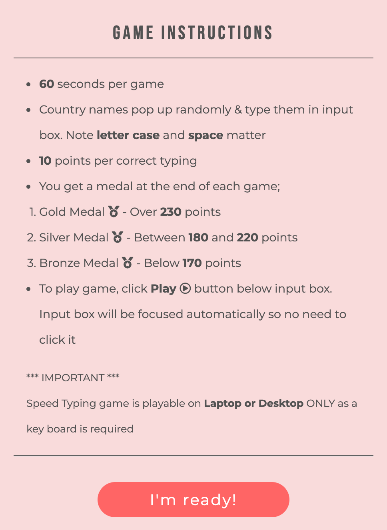 GAME INSTRUCTIONS
• 60 seconds per game
• Country names pop up randomly & type them in input
box. Note letter case and space matter
• 10 points per correct typing
• You get a medal at the end of each game;
1. Gold Medal - Over 230 points
2. Silver Medal - Between 180 and 220 points
3. Bronze Medal - Below 170 points
• To play game, click Play button below input box.
Input box will be focused automatically so no need to
click it
*** IMPORTANT ***
Speed Typing game is playable on Laptop or Desktop ONLY as a
key board is required
I'm ready!